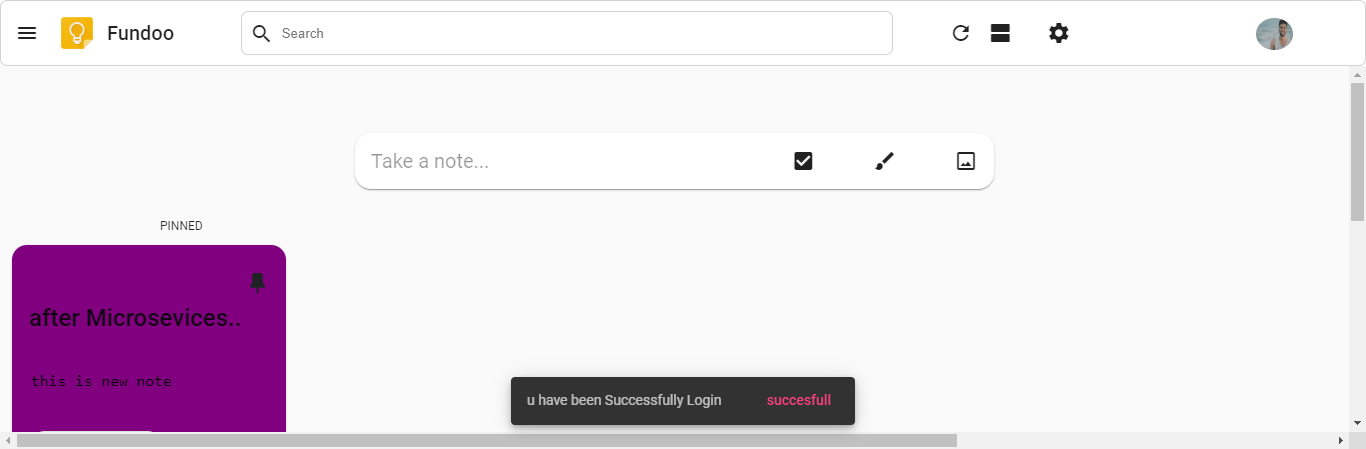 Fundoo
Search
Take a note...
PINNED
after Microsevices..
this is new note
u have been Successfully Login succesfull